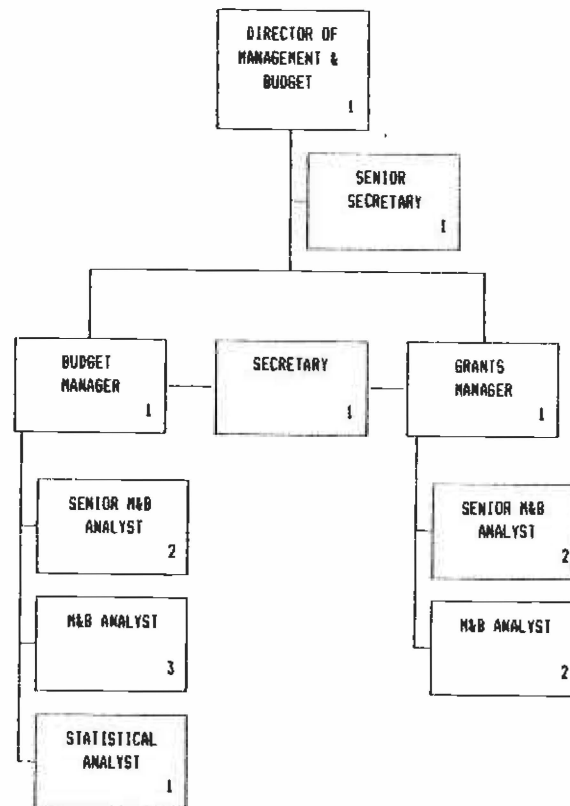 DIRECTOR OF
MANAGEMENT &
BUDGET
1
SENIOR
SECRETARY
1
BUDGET
MANAGER
1
SECRETARY
1
GRANTS
MANAGER
1
SENIOR M&B
ANALYST
2
M&B ANALYST
3
STATISTICAL
ANALYST
1
SENIOR M&B
ANALYST
2
M&B ANALYST
2